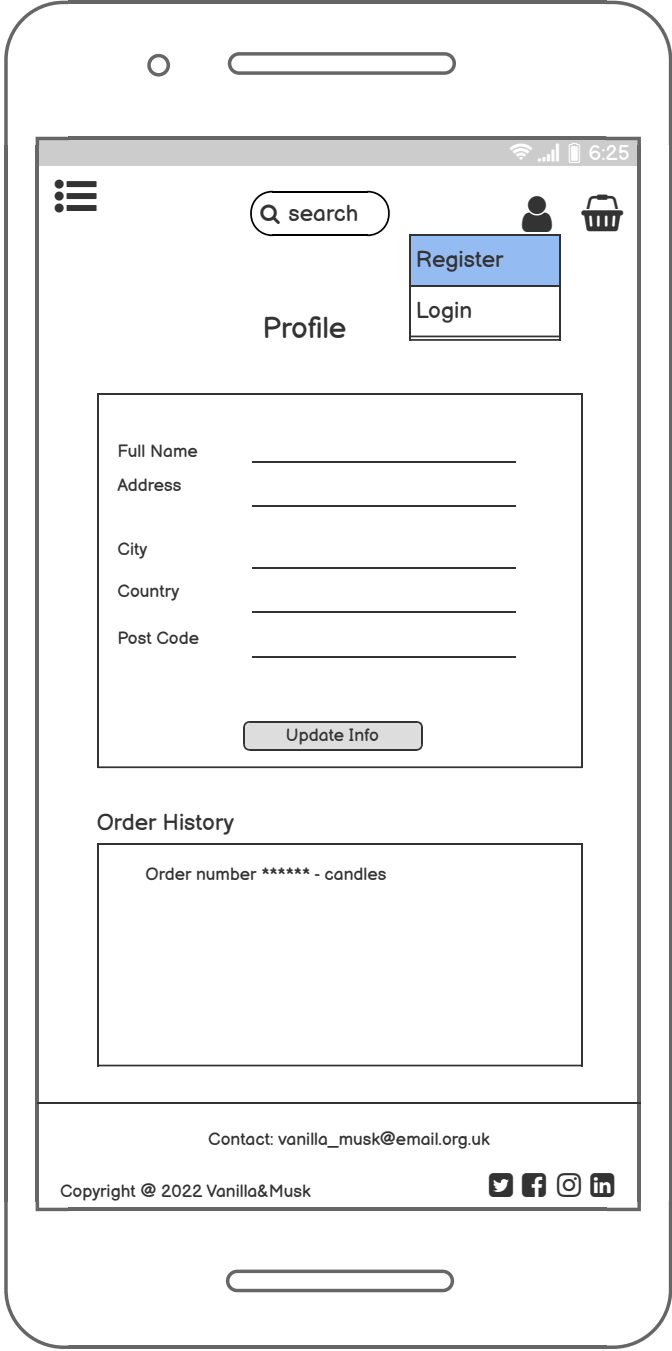 6:25
search
Register
Login
Profile
Full Name
Address
City
Country
Post Code
Update Info
Order History
Order number ****** - candles
Contact: vanilla_musk@email.org.uk
Copyright @ 2022 Vanilla&Musk